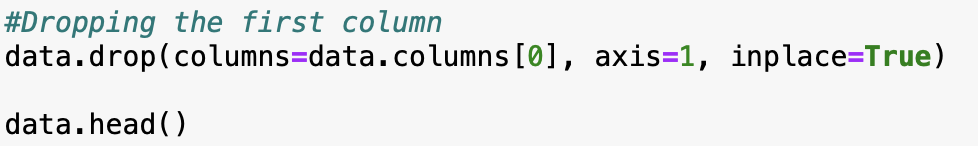 #Dropping the first column
data.drop(columns=data.columns[0], axis=1, inplace=True)
data.head()